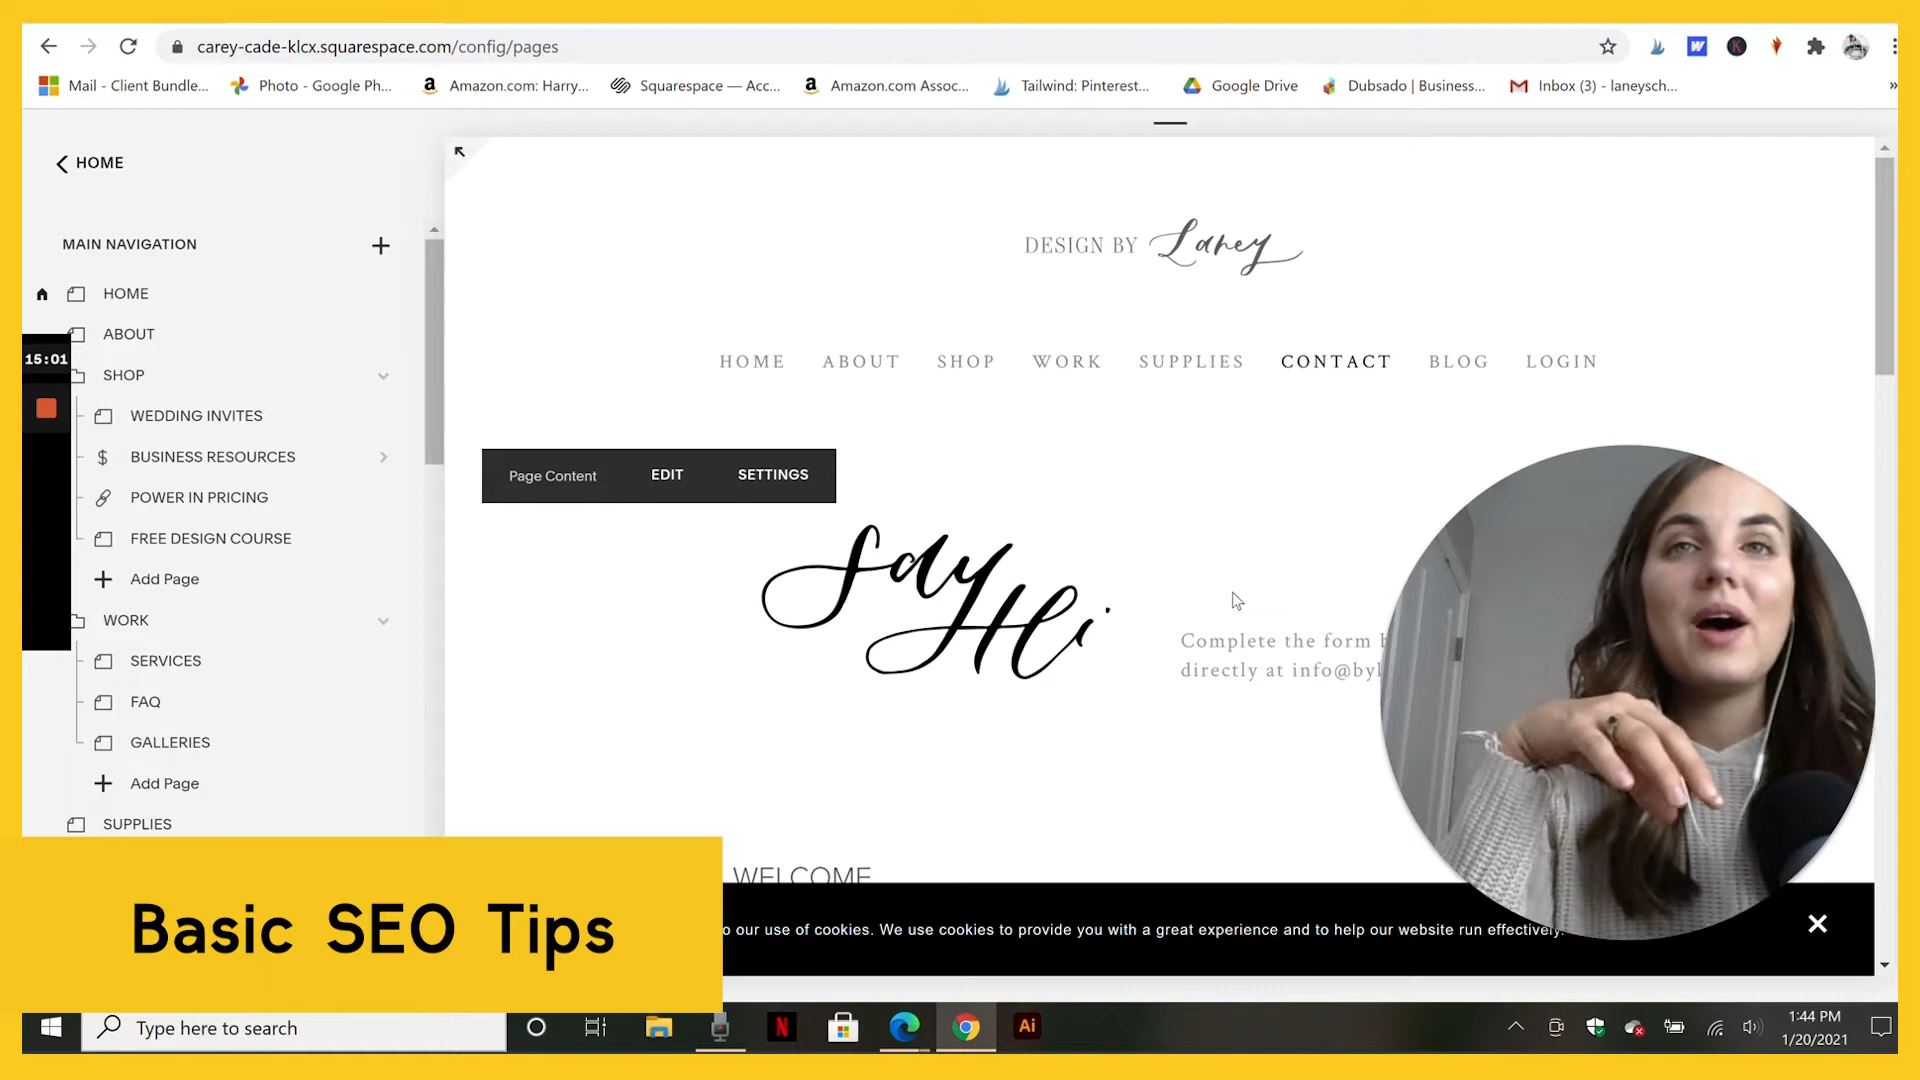 carey-cade-klcx.squarespace.com/config/pages
Mail - Client Bundle...
Photo - Google Ph...
Amazon.com: Harry...
Squarespace — Acc...
Amazon.com Assoc...
Tailwind: Pinterest...
Google Drive
Dubsado | Business...
Inbox (3) - laneysch...
»
HOME
MAIN NAVIGATION
HOME
ABOUT
SHOP
WEDDING INVITES
BUSINESS RESOURCES
POWER IN PRICING
FREE DESIGN COURSE
Add Page
WORK
SERVICES
FAQ
GALLERIES
Add Page
SUPPLIES
15:01
DESIGN BY Laney
HOME ABOUT SHOP WORK SUPPLIES CONTACT BLOG LOGIN
Page Content EDIT SETTINGS
Say Hi
Complete the form b
directly at info@byl
WELCOME
o our use of cookies. We use cookies to provide you with a great experience and to help our website run effectively.
Basic SEO Tips
Type here to search
Ai
1:44 PM
1/20/2021